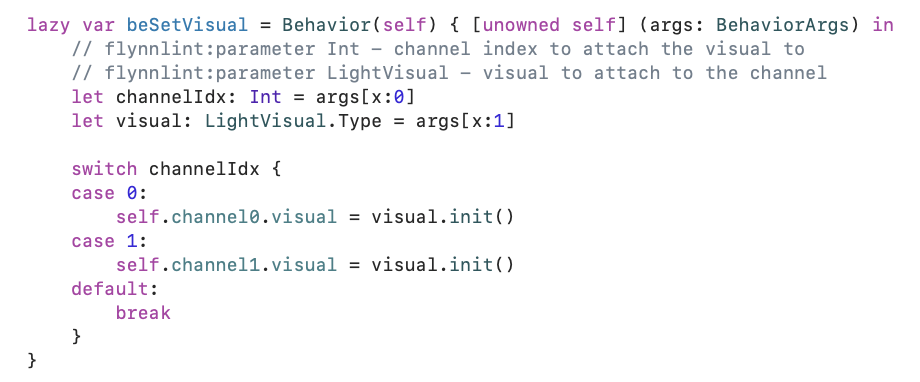 lazy var beSetVisual = Behavior(self) { [unowned self] (args: BehaviorArgs) in
    // flynnlint:parameter Int – channel index to attach the visual to
    // flynnlint:parameter LightVisual – visual to attach to the channel
    let channelIdx: Int = args[x:0]
    let visual: LightVisual.Type = args[x:1]

    switch channelIdx {
    case 0:
        self.channel0.visual = visual.init()
    case 1:
        self.channel1.visual = visual.init()
    default:
        break
    }
}